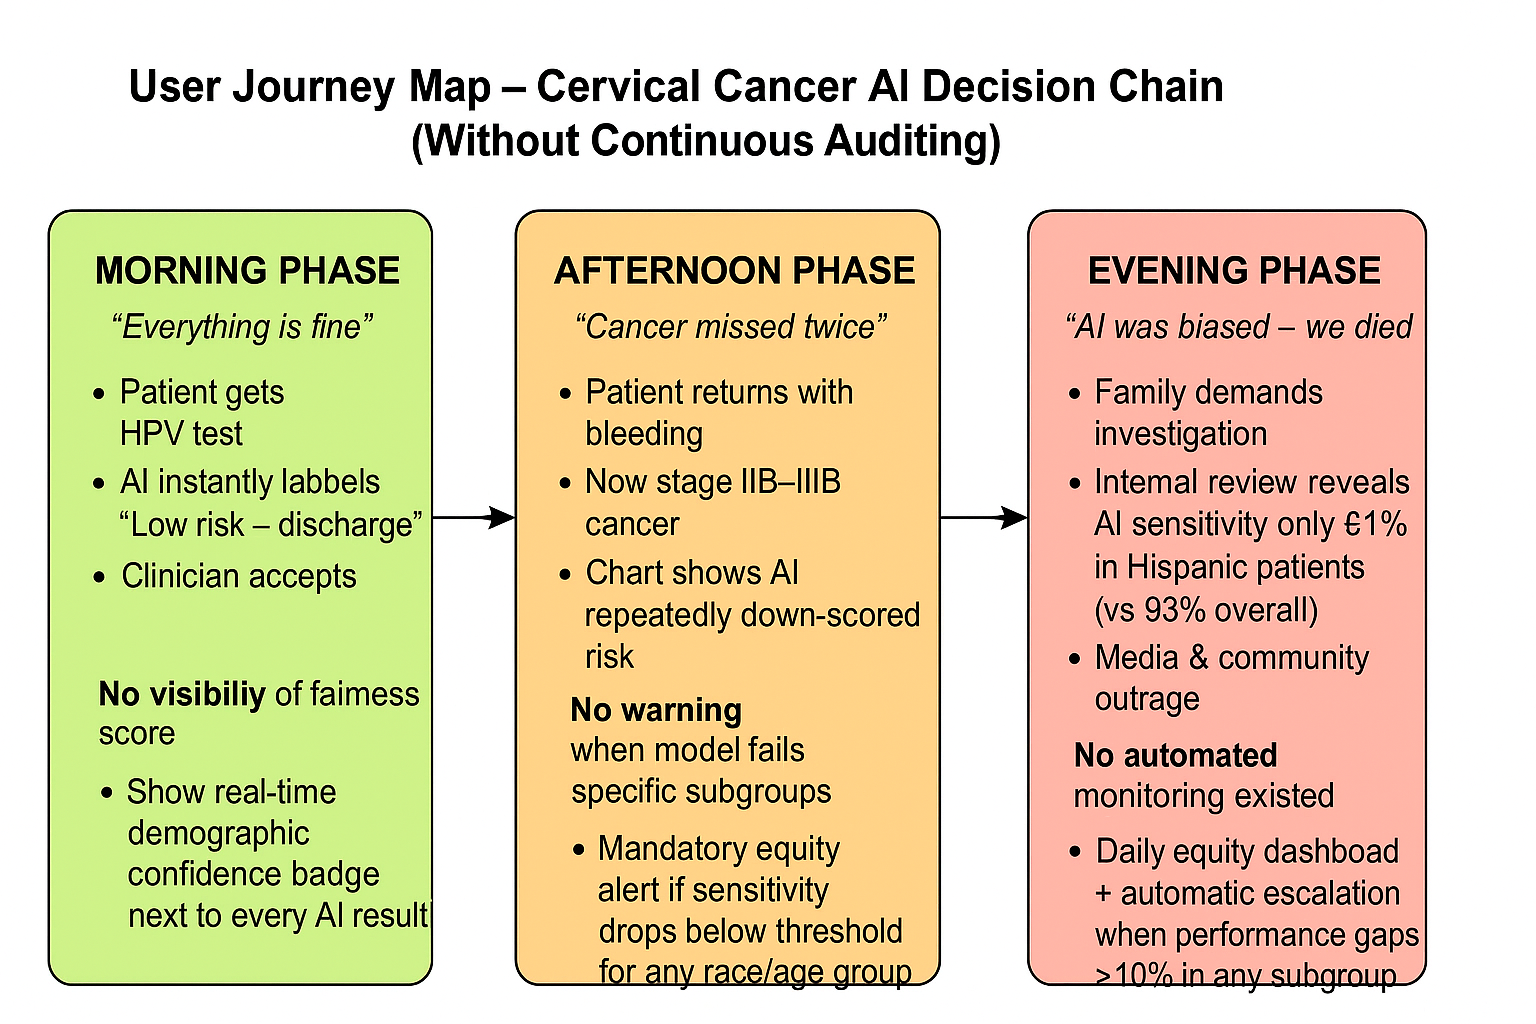 User Journey Map – Cervical Cancer AI Decision Chain
(Without Continuous Auditing)
MORNING PHASE
“Everything is fine”
• Patient gets
HPV test
• AI instantly labbels
“Low risk – discharge”
• Clinician accepts
No visibiliy of faimess
score
• Show real-time
demographic
confidence badge
next to every AI result
AFTERNOON PHASE
“Cancer missed twice”
• Patient returns with
bleeding
• Now stage IIB–IIIB
cancer
• Chart shows AI
repeatedly down-scored
risk
No warning
when model fails
specific subgroups
• Mandatory equity
alert if sensitivity
drops below threshold
for any race/age group
EVENING PHASE
“AI was biased – we died
• Family demands
investigation
• Intemal review reveals
AI sensitivity only £1%
in Hispanic patients
(vs 93% overall)
• Media & community
outrage
No automated
monitoring existed
• Daily equity dashboad
+ automatic escalation
when performance gaps
>10% in any subgroup